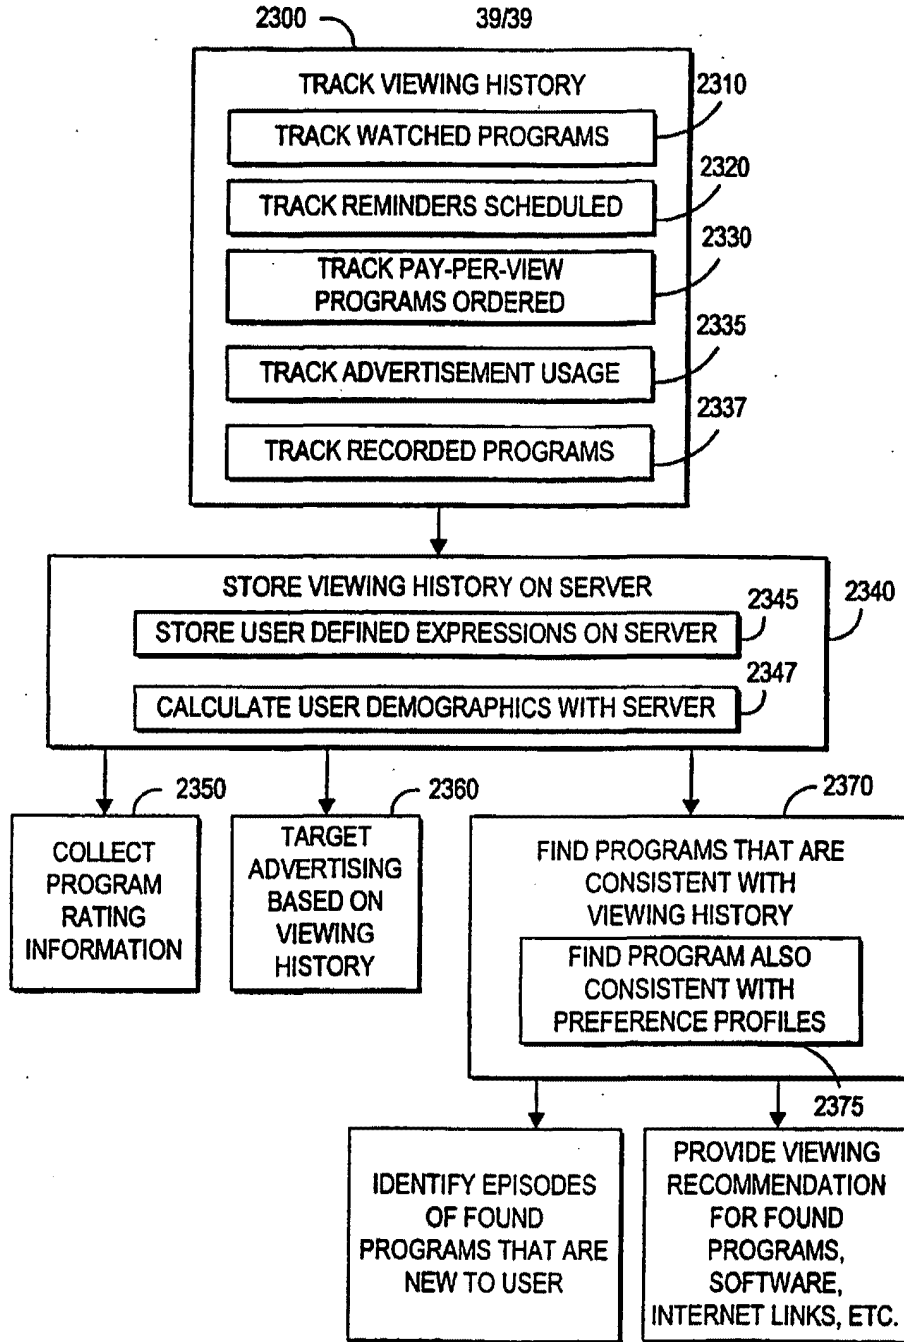 2300
39/39
TRACK VIEWING HISTORY
2310
TRACK WATCHED PROGRAMS
2320
TRACK REMINDERS SCHEDULED
2330
TRACK PAY-PER-VIEW
PROGRAMS ORDERED
2335
TRACK ADVERTISEMENT USAGE
2337
TRACK RECORDED PROGRAMS
STORE VIEWING HISTORY ON SERVER
2345
2340
STORE USER DEFINED EXPRESSIONS ON SERVER
2347
CALCULATE USER DEMOGRAPHICS WITH SERVER
2350
COLLECT
PROGRAM
RATING
INFORMATION
2360
TARGET
ADVERTISING
BASED ON
VIEWING
HISTORY
2370
FIND PROGRAMS THAT ARE
CONSISTENT WITH
VIEWING HISTORY
FIND PROGRAM ALSO
CONSISTENT WITH
PREFERENCE PROFILES
2375
IDENTIFY EPISODES
OF FOUND
PROGRAMS THAT ARE
NEW TO USER
PROVIDE VIEWING
RECOMMENDATION
FOR FOUND
PROGRAMS,
SOFTWARE,
INTERNET LINKS, ETC.